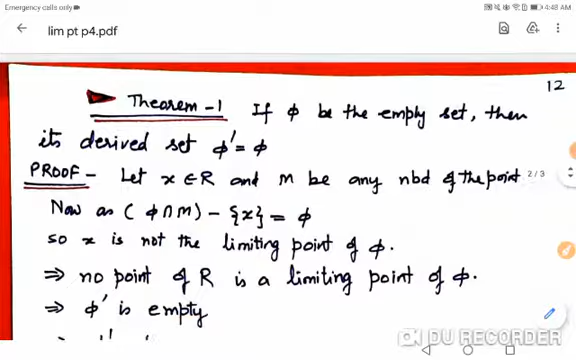 Emergency calls only
4:48 AM
lim pt p4.pdf
12
Theorem-1 If ϕ be the empty set, then
its derived set ϕ' = ϕ
PROOF- Let x ∈ R and M be any nbd of the point
2/3
Now as (ϕ∩M) - {x} = ϕ
so x is not the limiting point of ϕ.
⇒ no point of R is a limiting point of ϕ.
⇒ ϕ' is empty
DU RECORDER